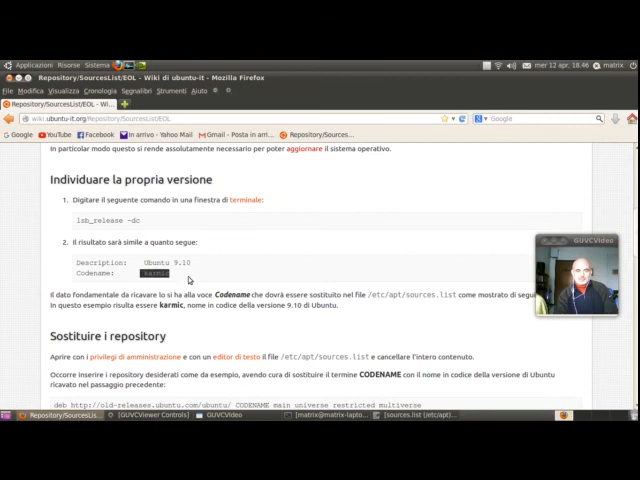 Applicazioni Risorse Sistema
mer 12 apr, 18.46 matrix
Repository/SourcesList/EOL - Wiki di ubuntu-it - Mozilla Firefox
File Modifica Visualizza Cronologia Segnalibri Strumenti Aiuto
Repository/SourcesList/EOL - Wi...
wiki.ubuntu-it.org/Repository/SourcesList/EOL
Google
Google YouTube Facebook In arrivo - Yahoo Mail Gmail - Posta in arri... Repository/Sources...
In particolar modo questo si rende assolutamente necessario per poter aggiornare il sistema operativo.
Individuare la propria versione
1. Digitare il seguente comando in una finestra di terminale:
lsb_release -dc
2. Il risultato sarà simile a quanto segue:
Description: Ubuntu 9.10
Codename: karmic
GUVCVideo
Il dato fondamentale da ricavare lo si ha alla voce Codename che dovrà essere sostituito nel file /etc/apt/sources.list come mostrato di segu
In questo esempio risulta essere karmic, nome in codice della versione 9.10 di Ubuntu.
Sostituire i repository
Aprire con i privilegi di amministrazione e con un editor di testo il file /etc/apt/sources.list e cancellare l'intero contenuto.
Occorre inserire i repository desiderati come da esempio, avendo cura di sostituire il termine CODENAME con il nome in codice della versione di Ubuntu
ricavato nel passaggio precedente:
deb http://old-releases.ubuntu.com/ubuntu/ CODENAME main universe restricted multiverse
Repository/SourcesLis... [GUVCViewer Controls] GUVCVideo [matrix@matrix-lapto... [sources.list (/etc/apt)...